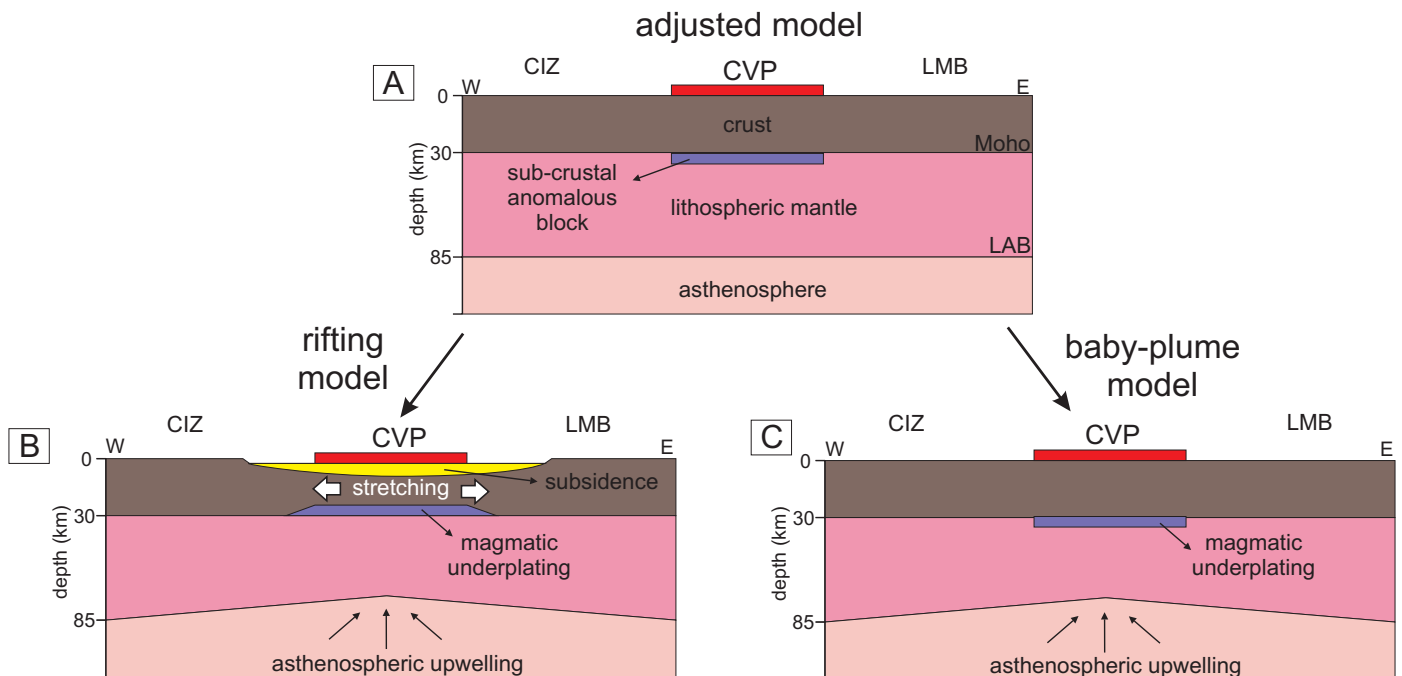 adjusted model
A
CIZ
CVP
LMB
W
E
0
crust
Moho
30
depth (km)
sub-crustal
anomalous
block
lithospheric mantle
LAB
85
asthenosphere
rifting
model
baby-plume
model
B
CIZ
CVP
LMB
W
E
0
stretching
subsidence
30
depth (km)
magmatic
underplating
85
asthenospheric upwelling
C
CIZ
CVP
LMB
W
E
0
30
depth (km)
magmatic
underplating
85
asthenospheric upwelling